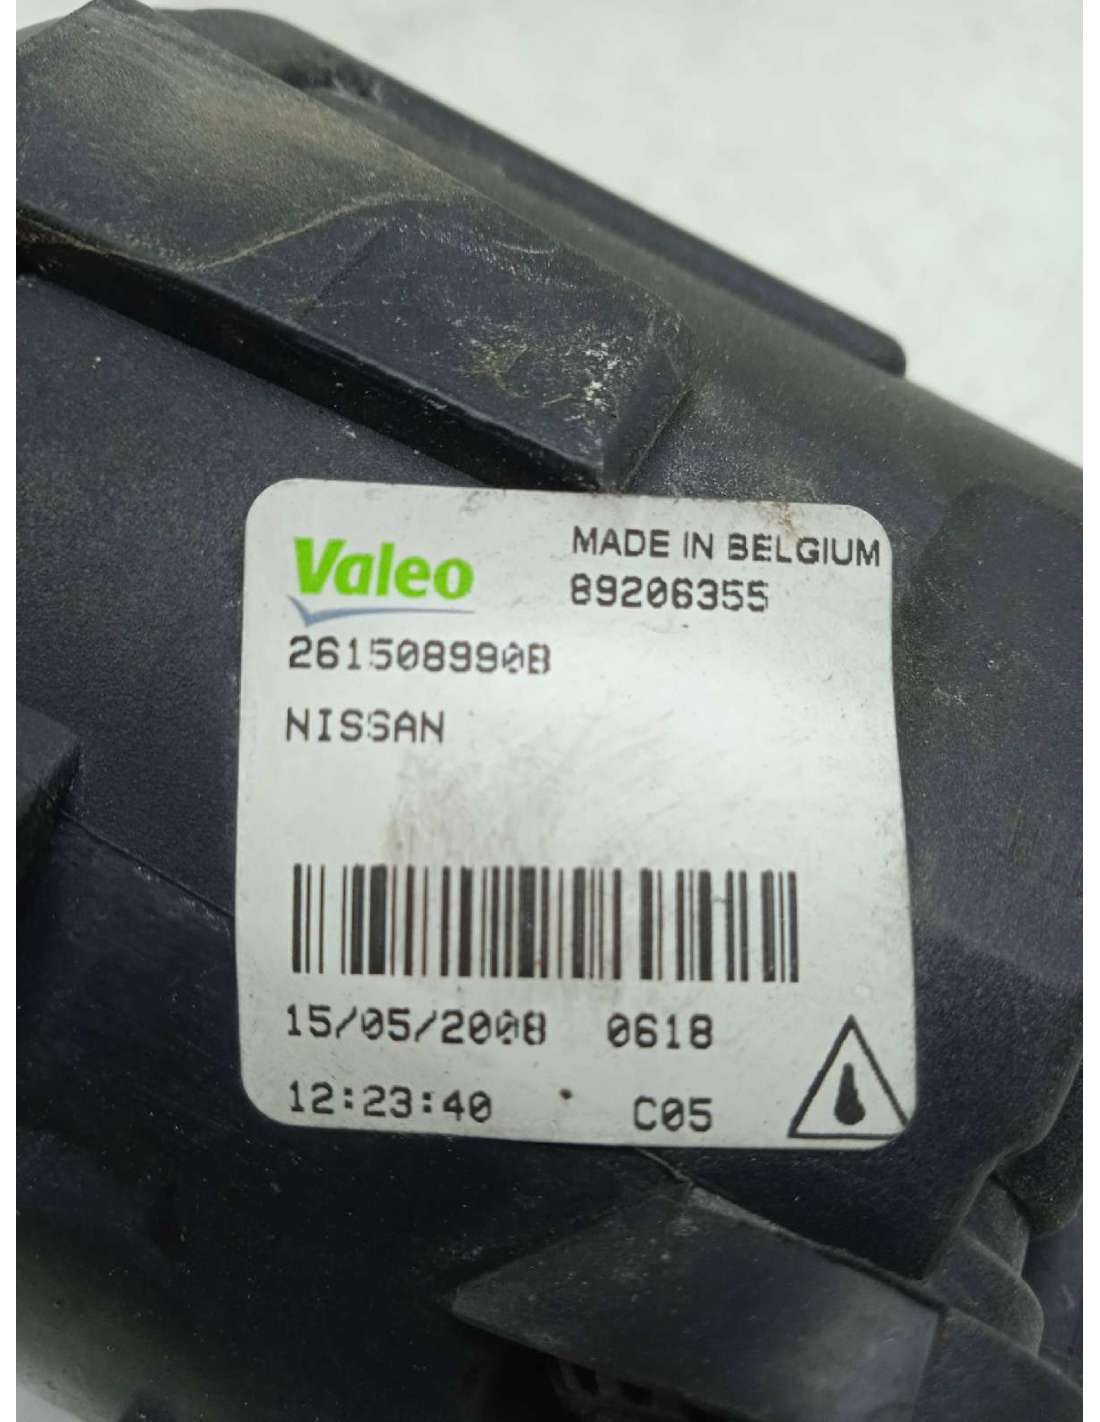 Valeo
MADE IN BELGIUM
89206355
261508990B
NISSAN
15/05/2008 0618
12:23:40 C05